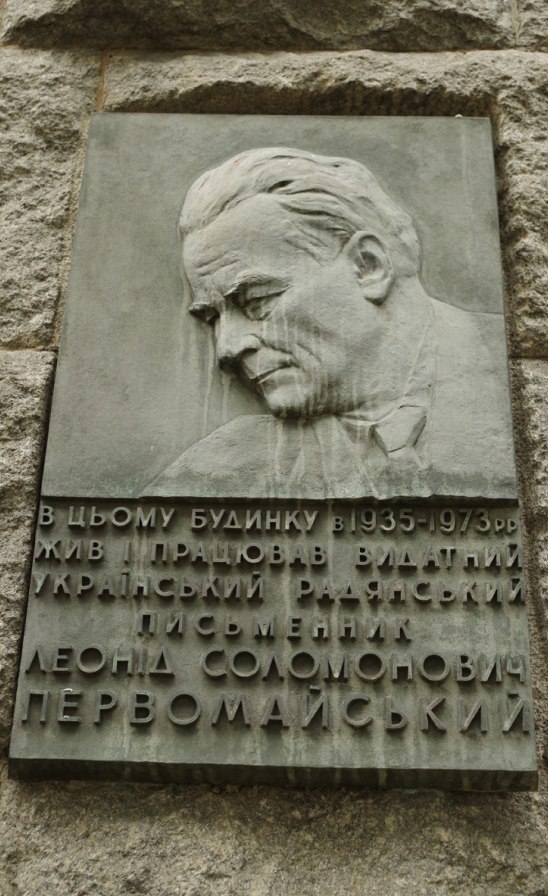 В ЦЬОМУ БУДИНКУ в 1935-1973 рр.
ЖИВ І ПРАЦЮВАВ ВИДАТНИЙ
УКРАЇНСЬКИЙ РАДЯНСЬКИЙ
ПИСЬМЕННИК
ЛЕОНІД СОЛОМОНОВИЧ
ПЕРВОМАЙСЬКИЙ